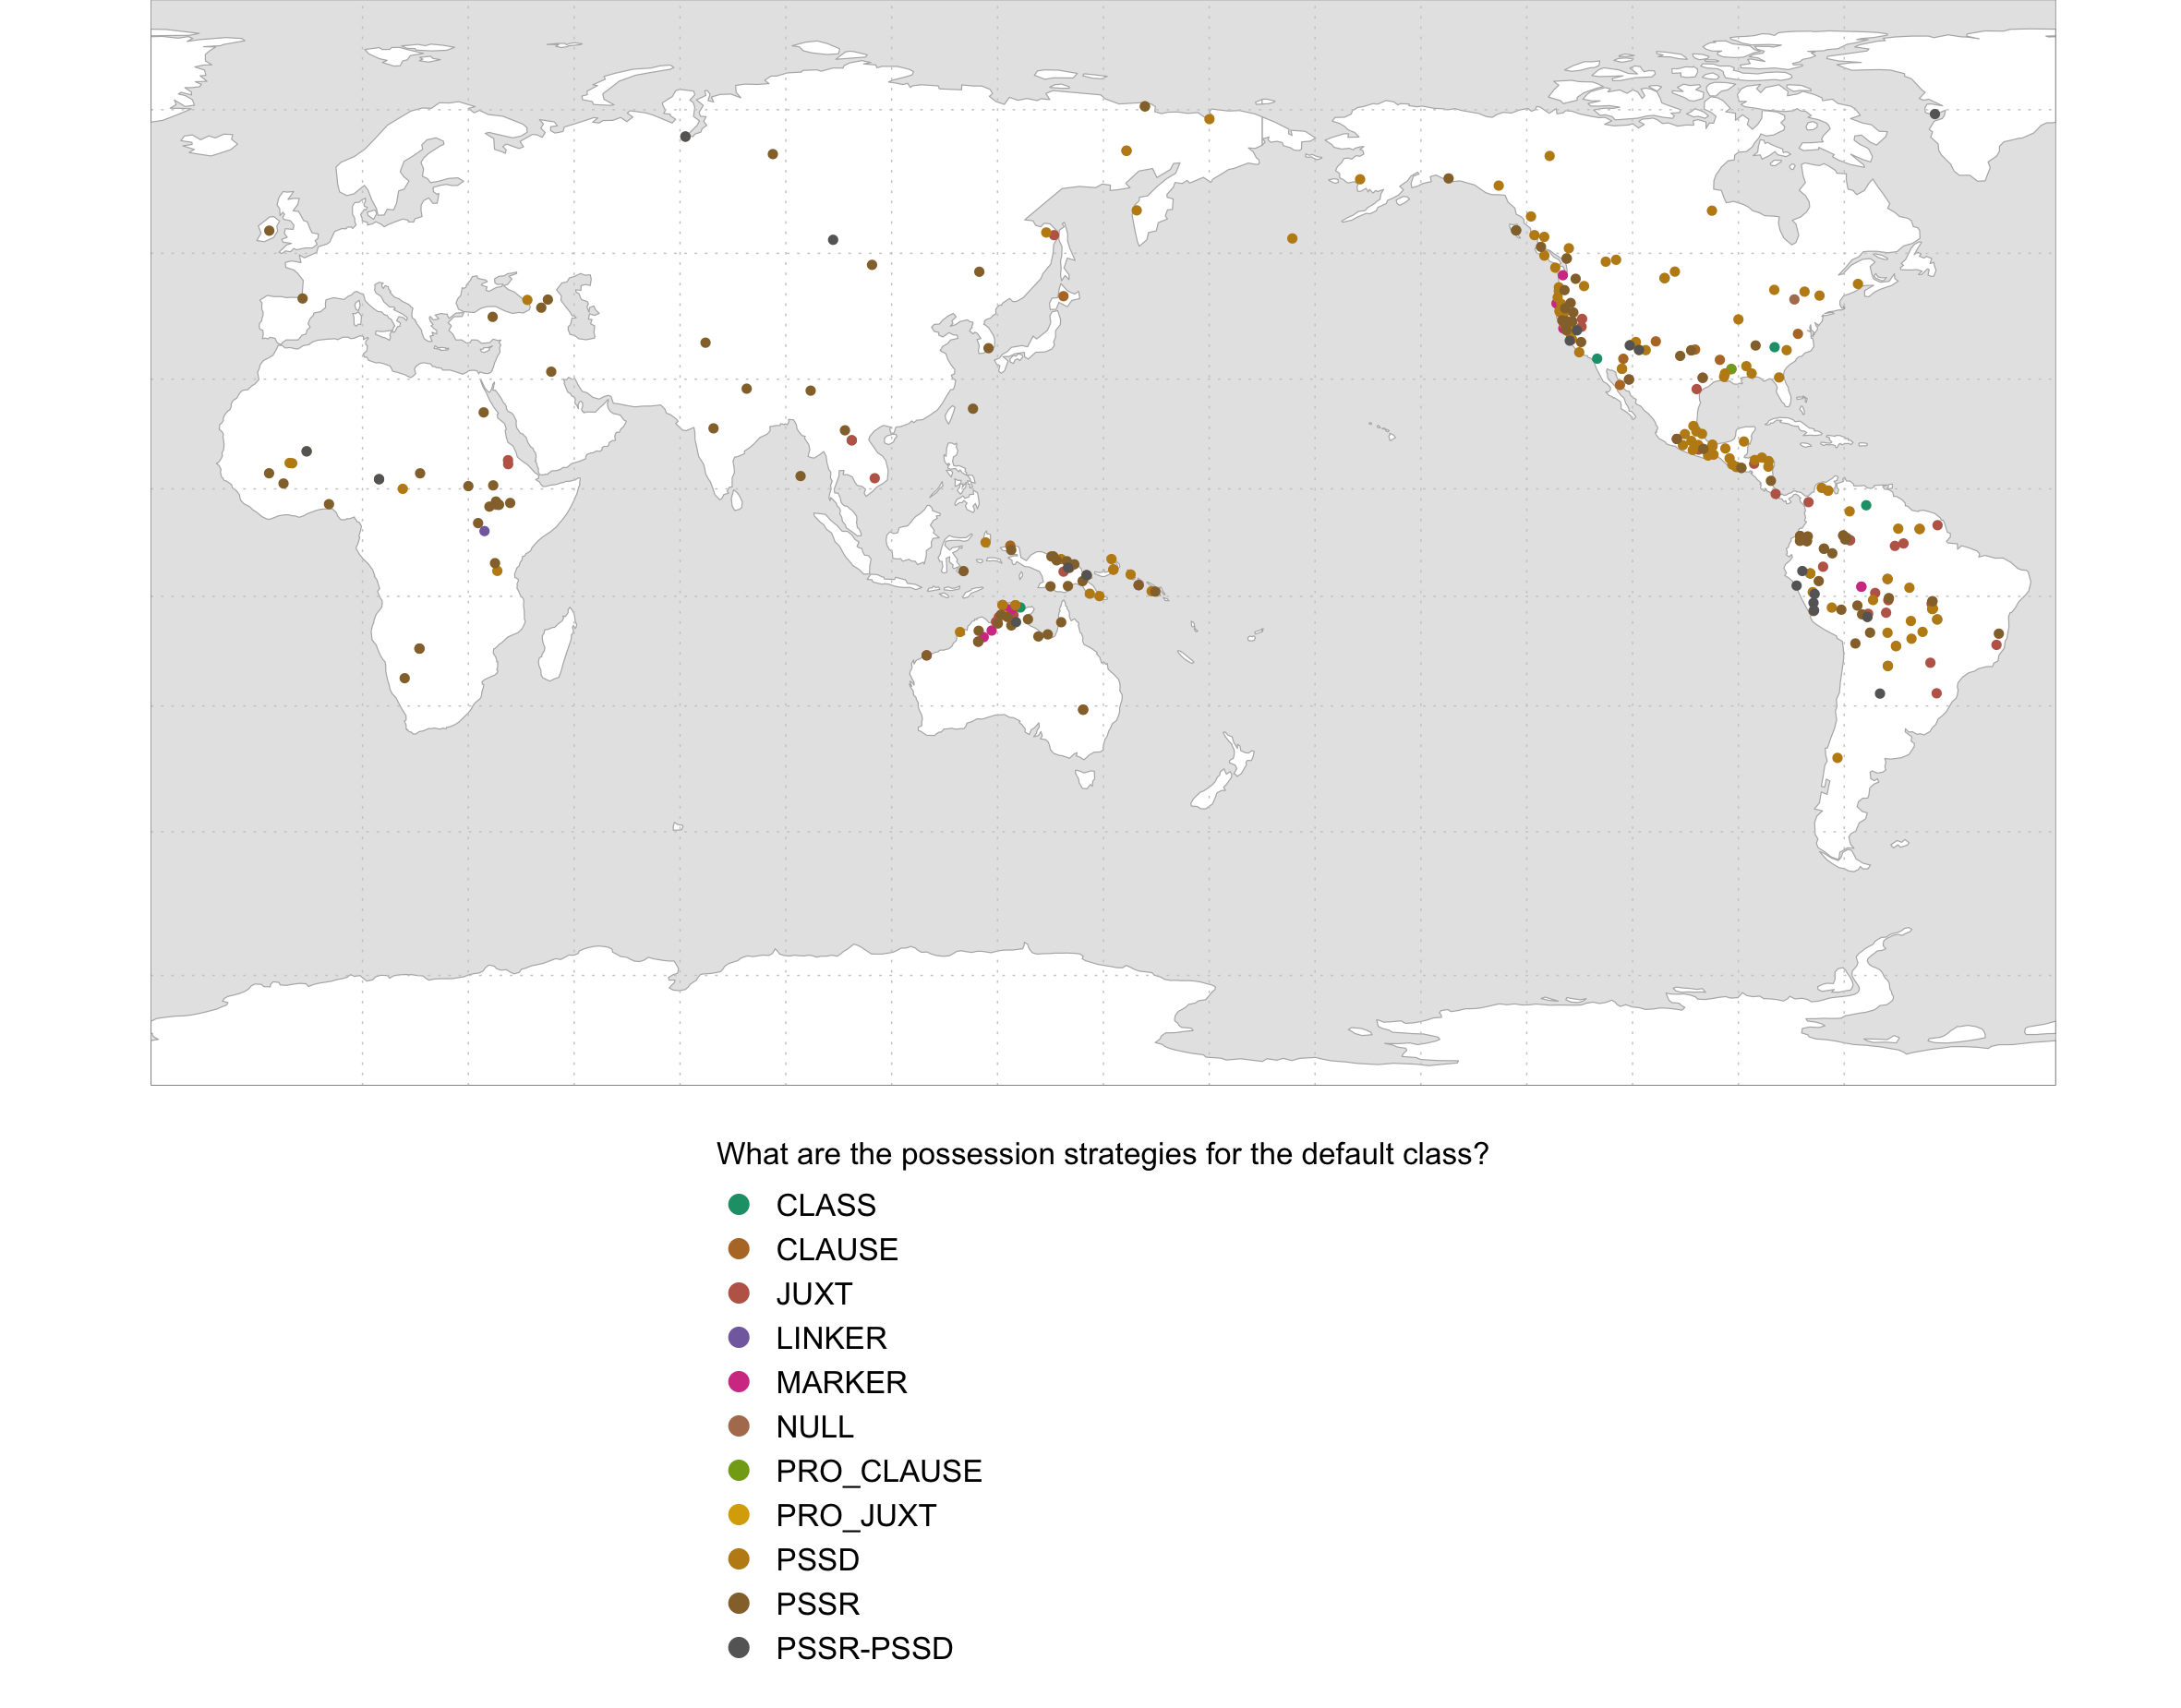 What are the possession strategies for the default class?
CLASS
CLAUSE
JUXT
LINKER
MARKER
NULL
PRO_CLAUSE
PRO_JUXT
PSSD
PSSR
PSSR-PSSD